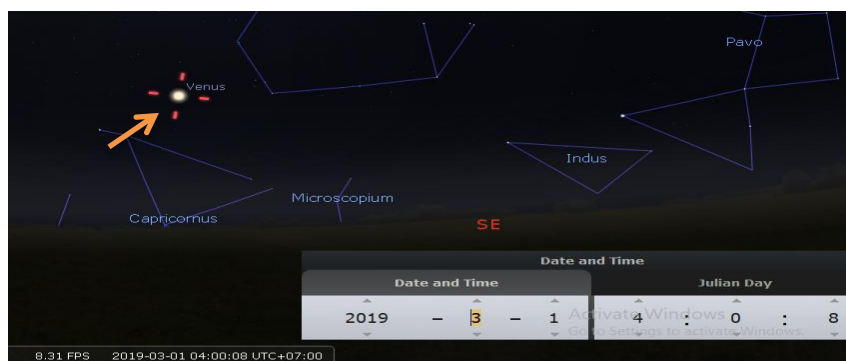 Pavo
Venus
Indus
Microscopium
Capricornus
SE
Date and Time
Date and Time Julian Day
2019 – 3 – 1 4 : 0 : 8
Activate Windows
Go to Settings to activate Windows.
8.31 FPS 2019-03-01 04:00:08 UTC+07:00